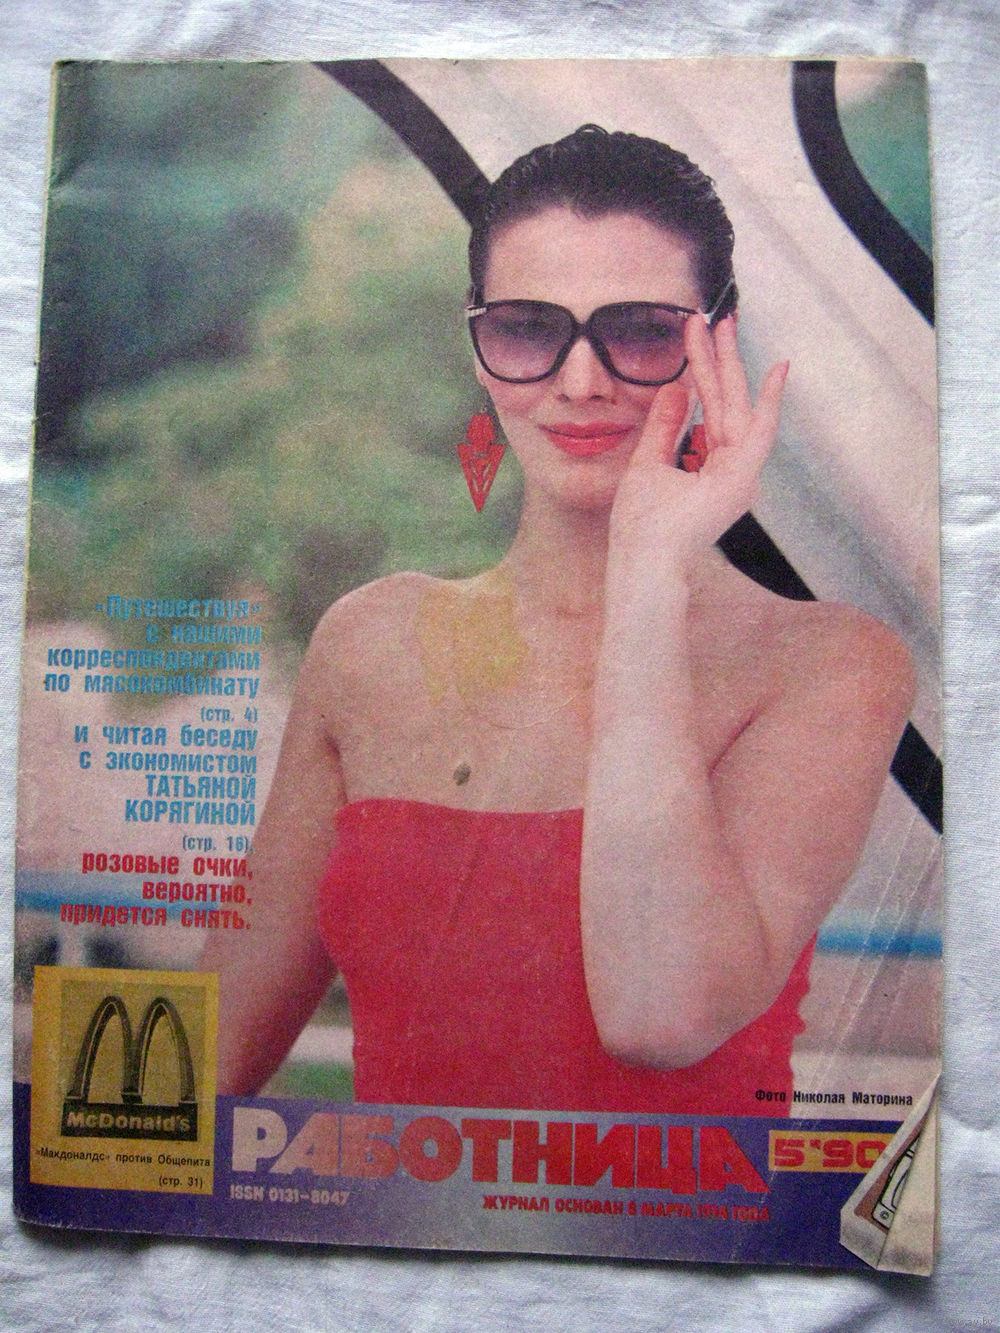 «Путешествуя»
с нашими
корреспондентами
по мясокомбинату
(стр. 4)
и читая беседу
с экономистом
ТАТЬЯНОЙ
КОРЯГИНОЙ
(стр. 16),
розовые очки,
вероятно,
придется снять.
McDonald's
«Макдоналдс» против Общепита
(стр. 31)
Фото Николая Маторина
РАБОТНИЦА
5'90
ISSN 0131-8047
ЖУРНАЛ ОСНОВАН 8 МАРТА 1914 ГОДА